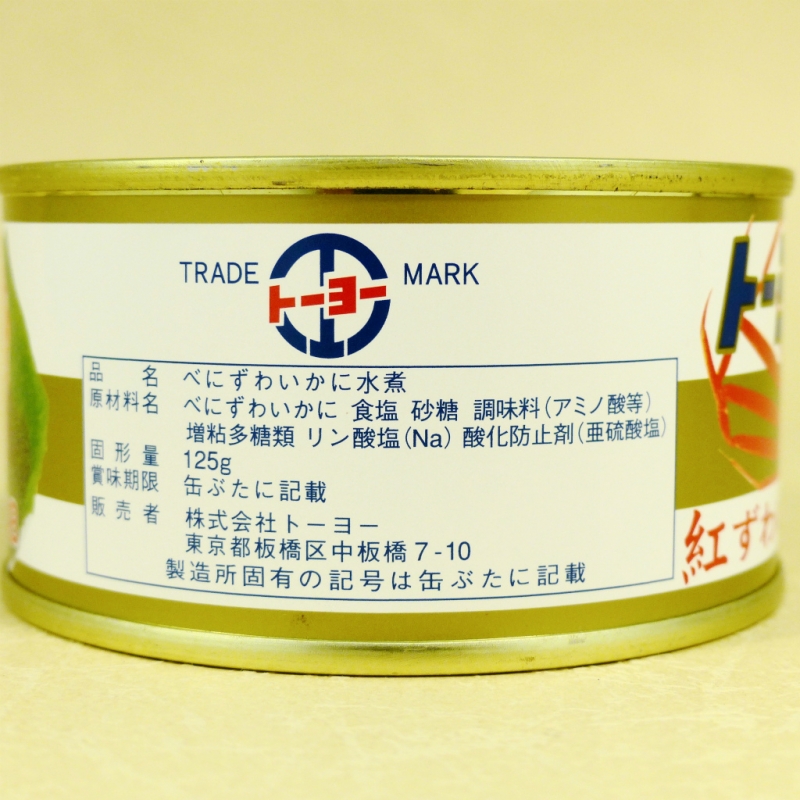 TRADE トーヨー MARK
品名 べにずわいかに水煮
原材料名 べにずわいかに 食塩 砂糖 調味料(アミノ酸等)
増粘多糖類 リン酸塩(Na) 酸化防止剤(亜硫酸塩)
固形量 125g
賞味期限 缶ぶたに記載
販売者 株式会社トーヨー
東京都板橋区中板橋7-10
製造所固有の記号は缶ぶたに記載
ト
紅ずわ